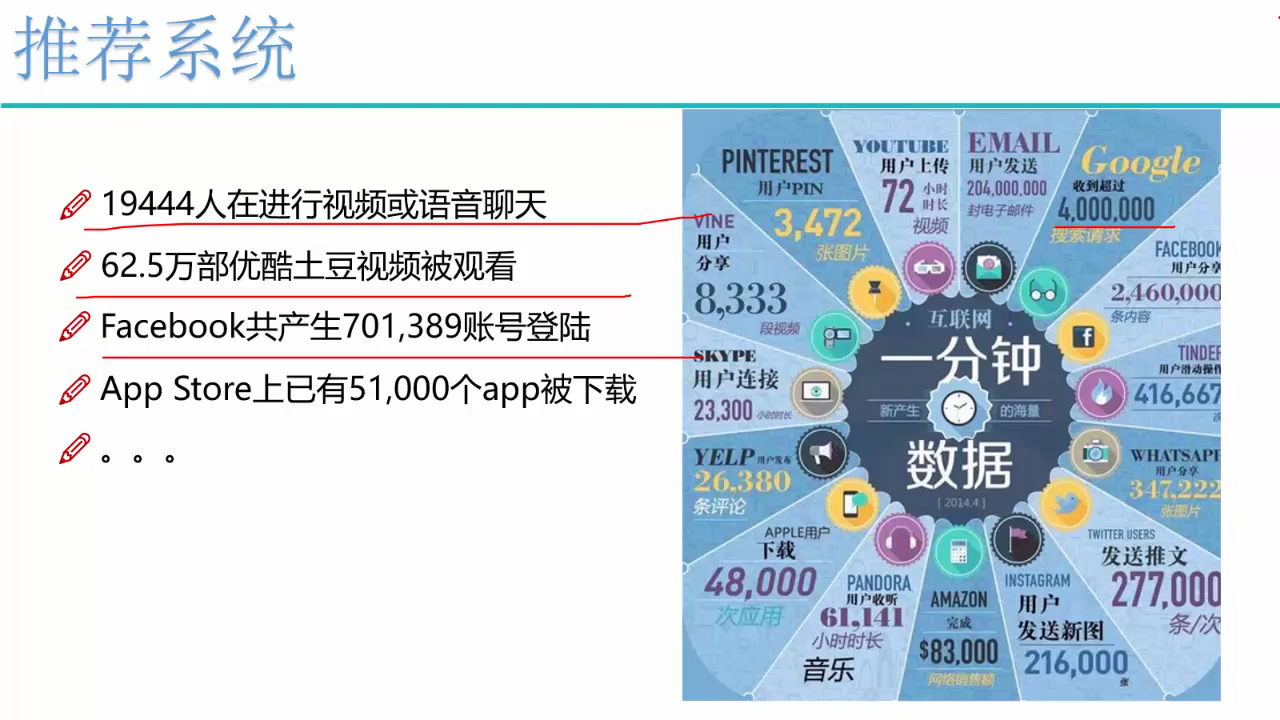 推荐系统
19444人在进行视频或语音聊天
62.5万部优酷土豆视频被观看
Facebook共产生701,389账号登陆
App Store上已有51,000个app被下载
。。。
PINTEREST
用户PIN
3,472
张图片
YOUTUBE
用户上传
72 小时
时长
视频
EMAIL
用户发送
204,000,000
封电子邮件
Google
收到超过
4,000,000
搜索请求
VINE
用户
分享
8,333
段视频
FACEBOOK
用户分享
2,460,000
条内容
SKYPE
用户连接
23,300 小时时长
互联网
一分钟
新产生 的海量
数据
[ 2014.4 ]
TINDER
用户滑动操作
416,667
次
YELP 用户发布
26,380
条评论
WHATSAPP
用户分享
347,222
张图片
APPLE用户
下载
48,000
次应用
PANDORA
用户收听
61,141
小时时长
音乐
AMAZON
完成
$83,000
网络销售额
INSTAGRAM
用户
发送新图
216,000
张
TWITTER USERS
发送推文
277,000
条/次